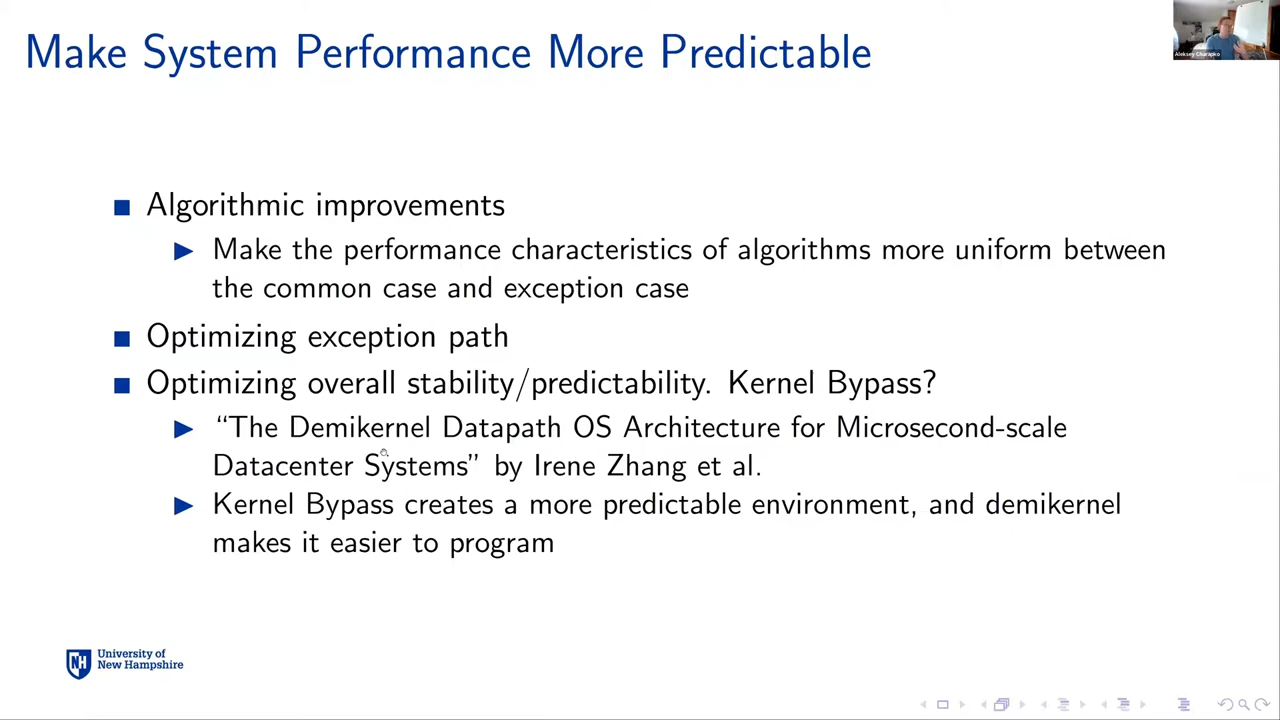 Make System Performance More Predictable
Aleksey Charapko
Algorithmic improvements
Make the performance characteristics of algorithms more uniform between
the common case and exception case
Optimizing exception path
Optimizing overall stability/predictability. Kernel Bypass?
“The Demikernel Datapath OS Architecture for Microsecond-scale
Datacenter Systems” by Irene Zhang et al.
Kernel Bypass creates a more predictable environment, and demikernel
makes it easier to program
NH
University of
New Hampshire